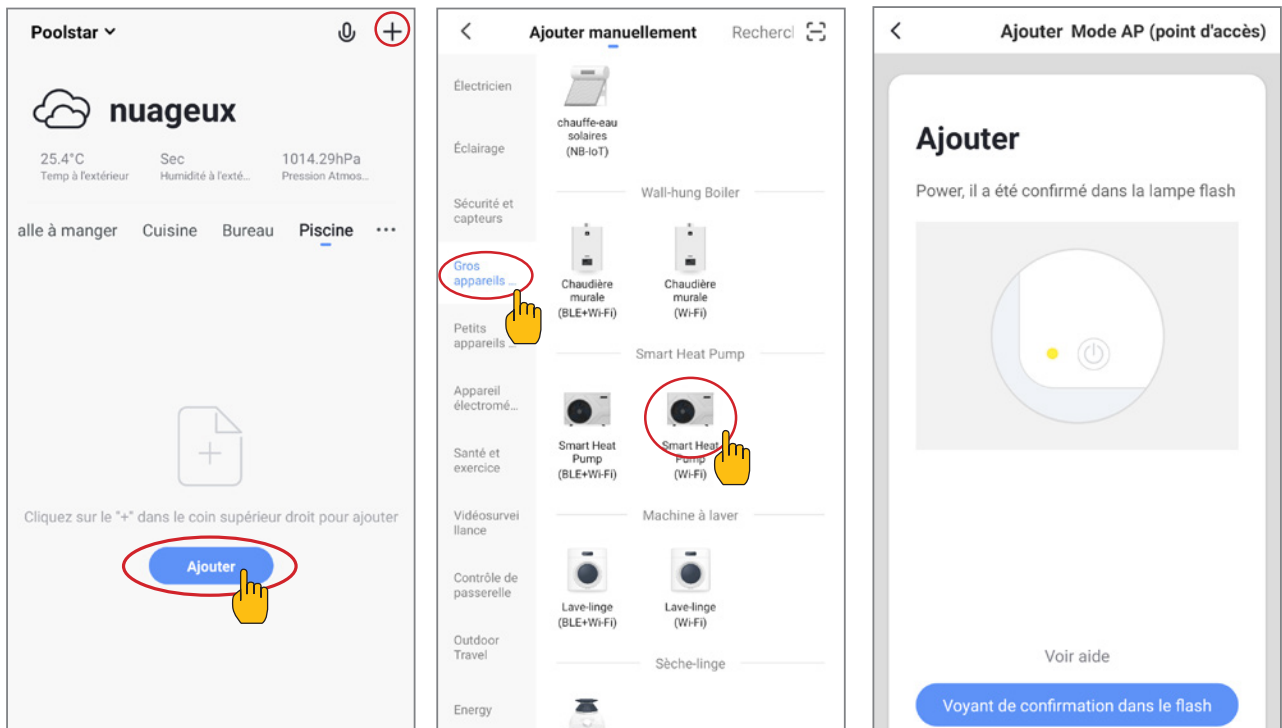 Poolstar
nuageux
25.4°C Sec 1014.29hPa
Temp à l'extérieur Humidité à l'exté... Pression Atmos...
alle à manger Cuisine Bureau Piscine ...
Cliquez sur le "+" dans le coin supérieur droit pour ajouter
Ajouter
Ajouter manuellement Recherc
Électricien
Éclairage
Sécurité et
capteurs
Gros
appareils ...
Petits
appareils ...
Appareil
électromé...
Santé et
exercice
Vidéosurvei
llance
Contrôle de
passerelle
Outdoor
Travel
Energy
chauffe-eau
solaires
(NB-IoT)
Wall-hung Boiler
Chaudière
murale
(BLE+Wi-Fi)
Chaudière
murale
(Wi-Fi)
Smart Heat Pump
Smart Heat
Pump
(BLE+Wi-Fi)
Smart Heat
Pump
(Wi-Fi)
Machine à laver
Lave-linge
(BLE+Wi-Fi)
Lave-linge
(Wi-Fi)
Sèche-linge
Ajouter Mode AP (point d'accès)
Ajouter
Power, il a été confirmé dans la lampe flash
Voir aide
Voyant de confirmation dans le flash